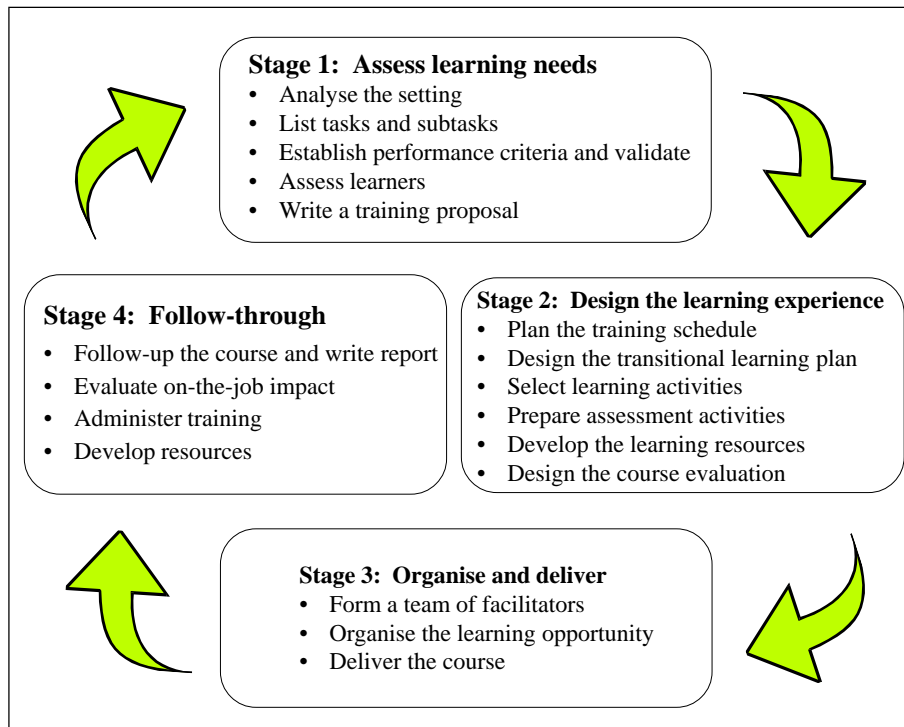 Stage 1:  Assess learning needs
• Analyse the setting
• List tasks and subtasks
• Establish performance criteria and validate
• Assess learners
• Write a training proposal
Stage 2:  Design the learning experience
• Plan the training schedule
• Design the transitional learning plan
• Select learning activities
• Prepare assessment activities
• Develop the learning resources
• Design the course evaluation
Stage 3:  Organise and deliver
• Form a team of facilitators
• Organise the learning opportunity
• Deliver the course
Stage 4:  Follow-through
• Follow-up the course and write report
• Evaluate on-the-job impact
• Administer training
• Develop resources